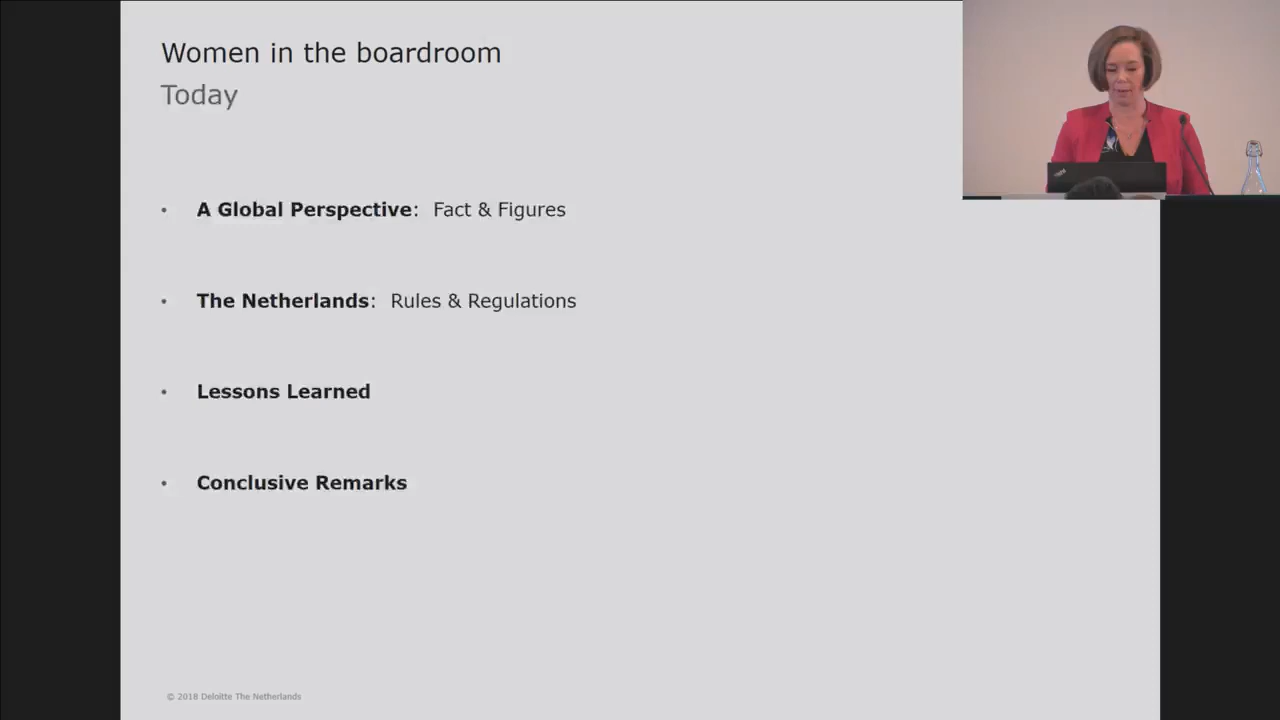 Women in the boardroom
Today
• A Global Perspective: Fact & Figures
• The Netherlands: Rules & Regulations
• Lessons Learned
• Conclusive Remarks
© 2018 Deloitte The Netherlands